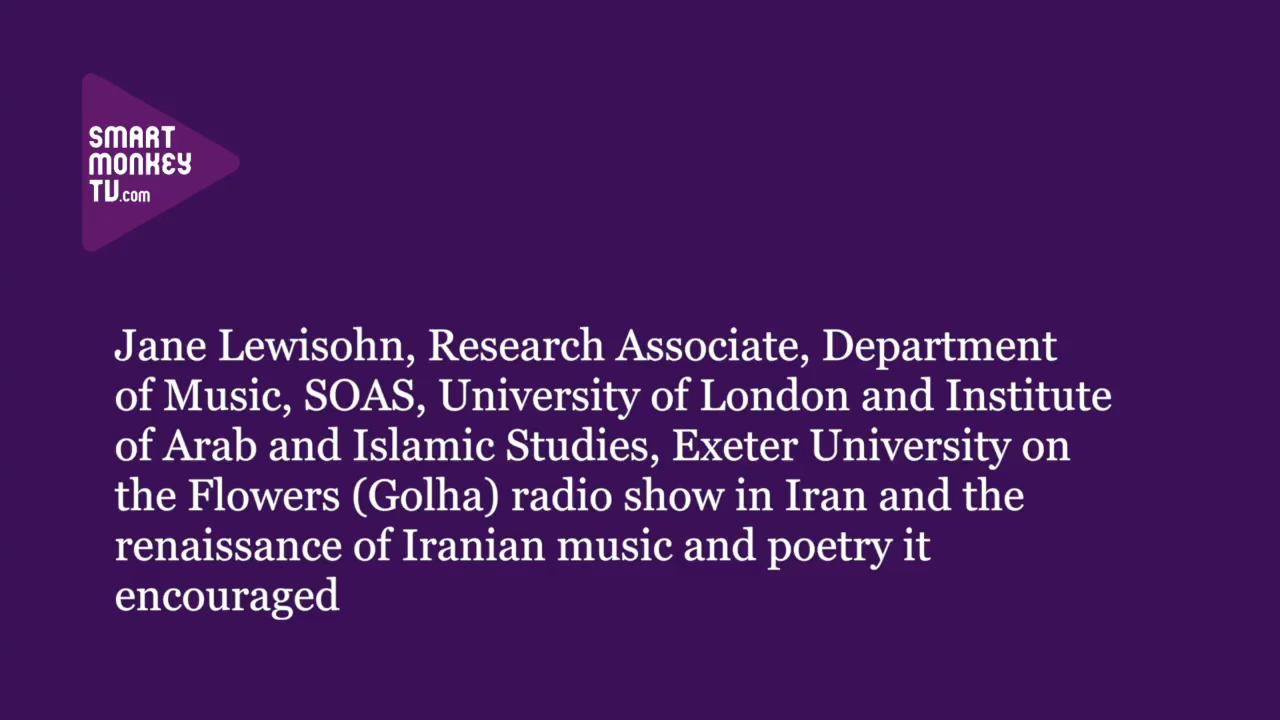 SMART
MONKEY
TV.com
Jane Lewisohn, Research Associate, Department
of Music, SOAS, University of London and Institute
of Arab and Islamic Studies, Exeter University on
the Flowers (Golha) radio show in Iran and the
renaissance of Iranian music and poetry it
encouraged